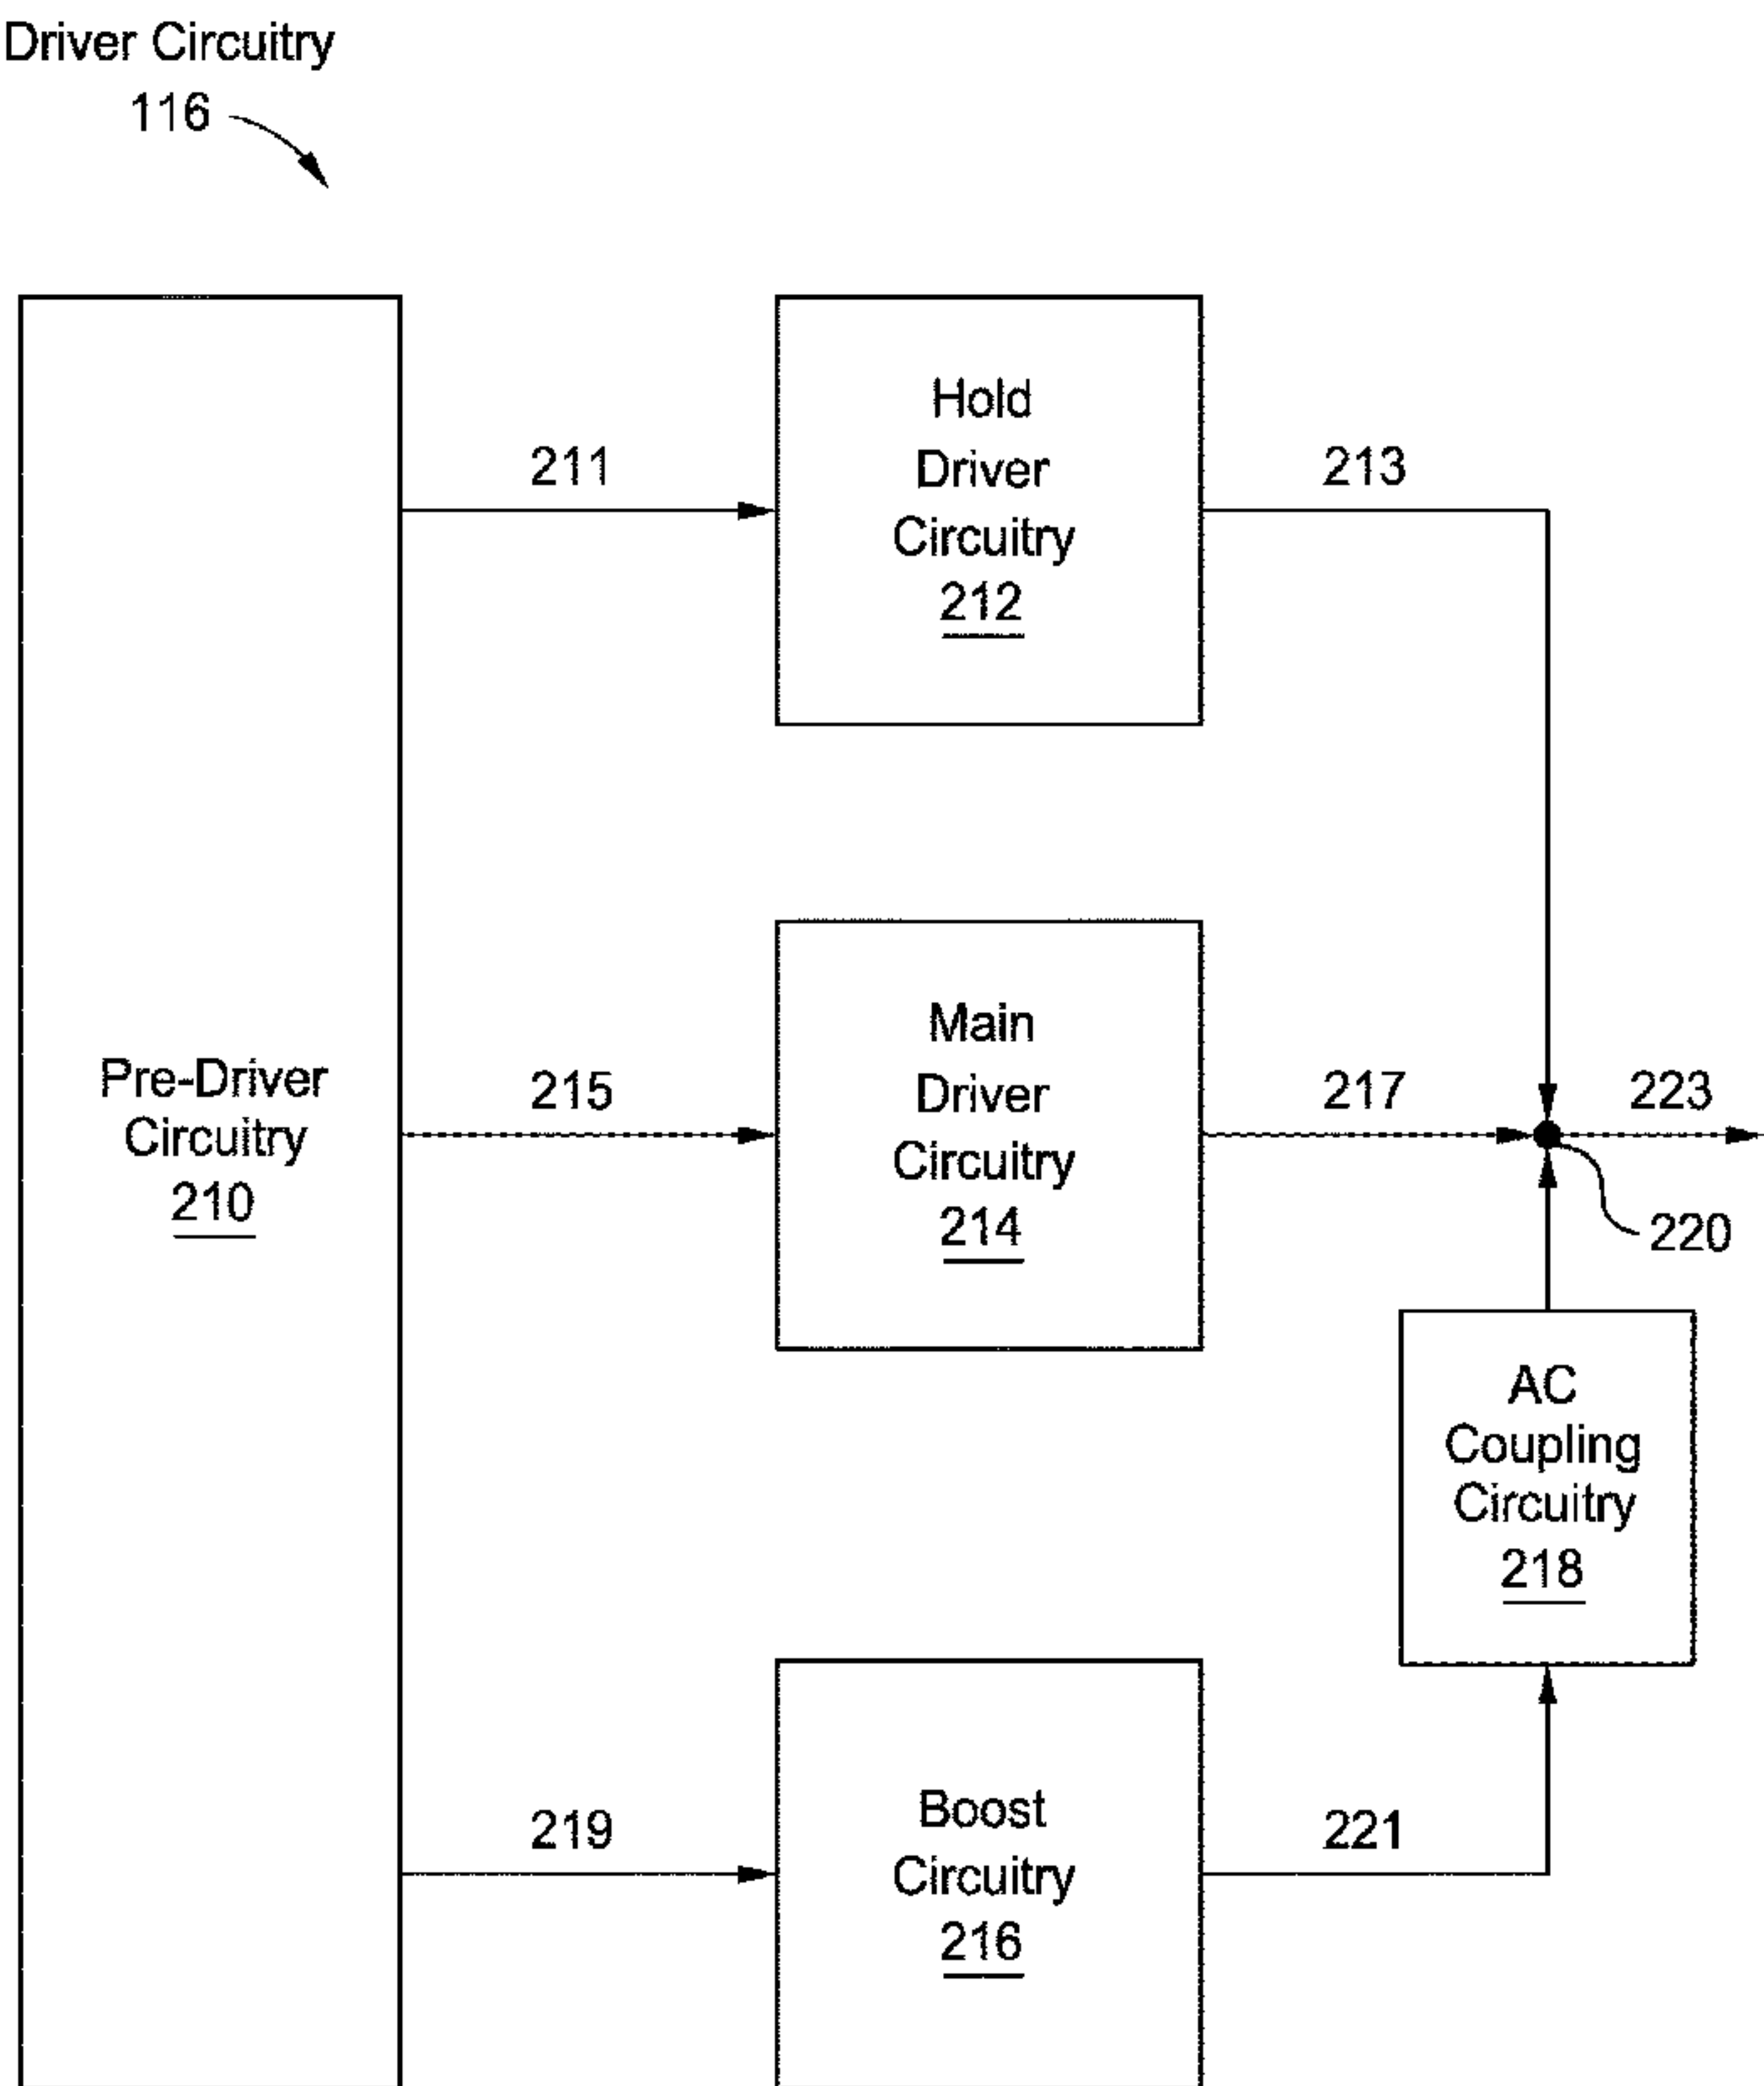 Driver Circuitry
116
Hold
Driver
Circuitry
212
211
213
Main
Driver
Circuitry
214
Pre-Driver
Circuitry
210
215
217
223
220
AC
Coupling
Circuitry
218
Boost
Circuitry
216
219
221